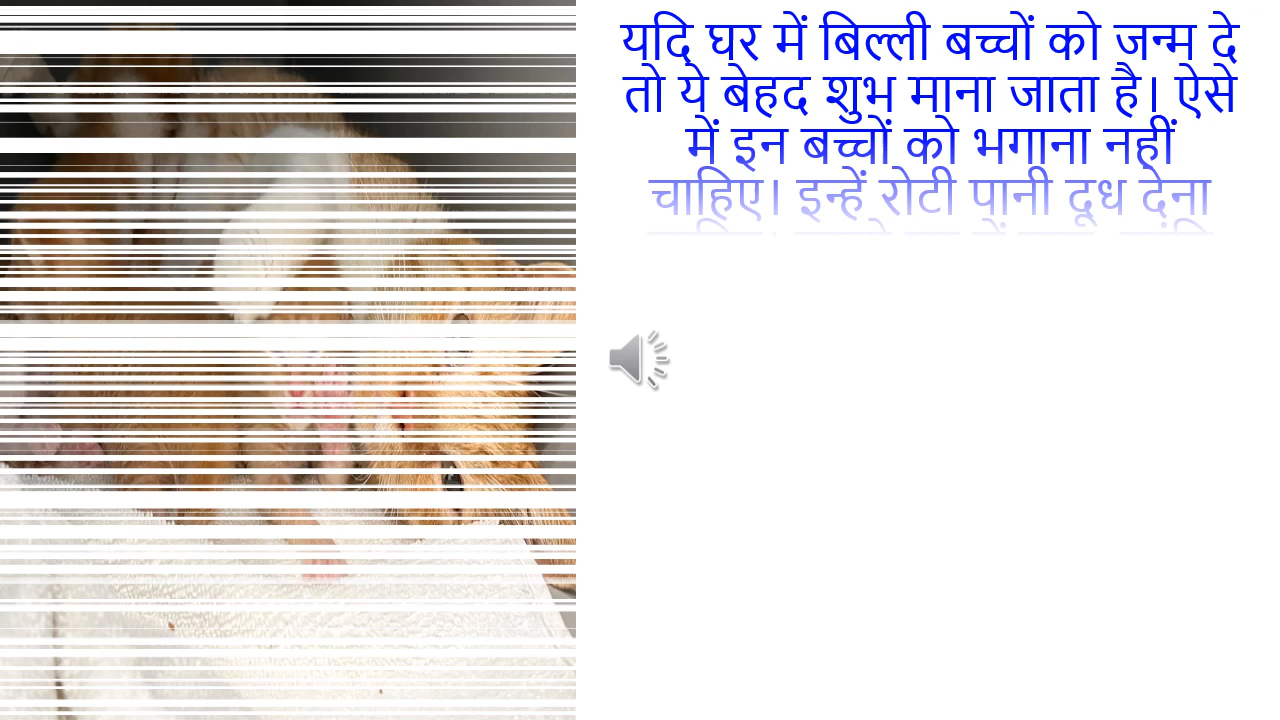 यदि घर में बिल्ली बच्चों को जन्म दे
तो ये बेहद शुभ माना जाता है। ऐसे
में इन बच्चों को भगाना नहीं
चाहिए। इन्हें रोटी पानी दूध देना